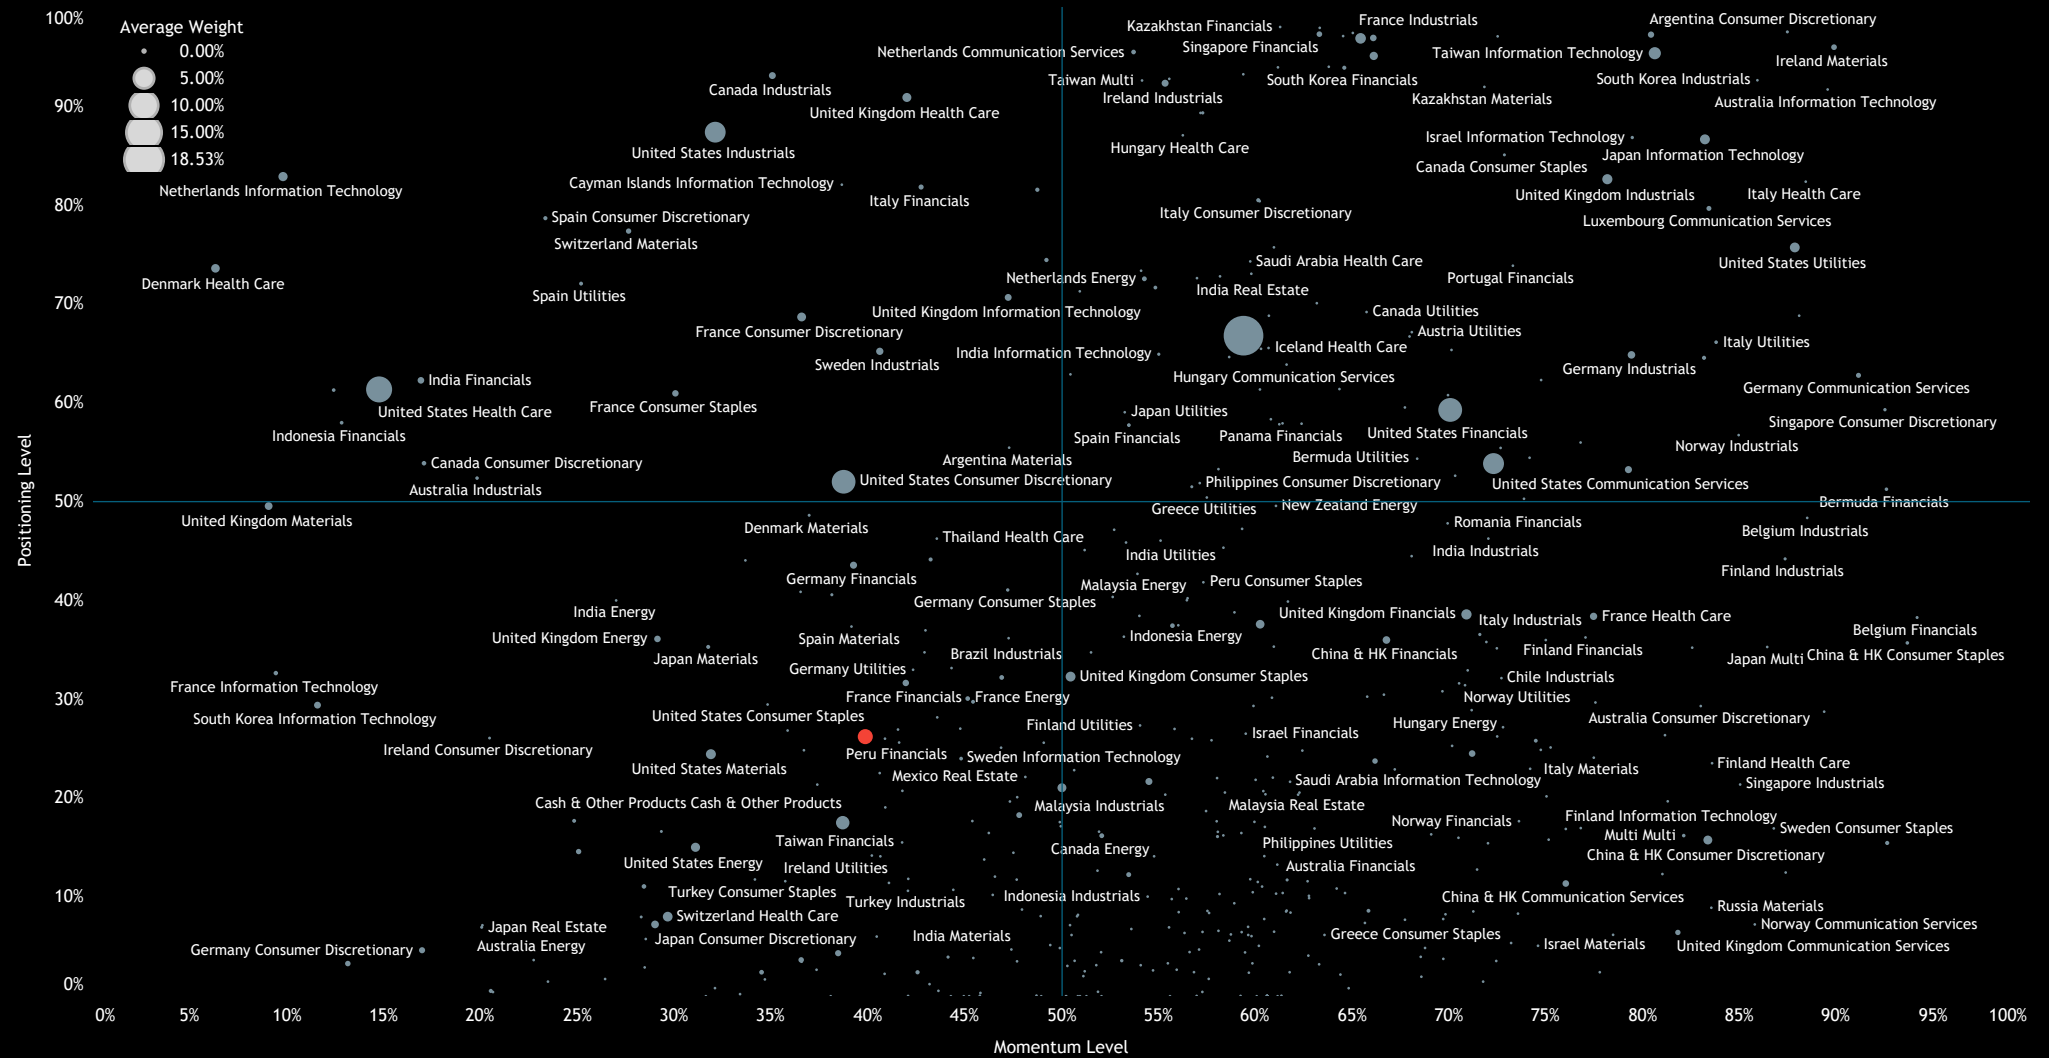 100%
Average Weight
0.00%
5.00%
10.00%
15.00%
18.53%
Kazakhstan Financials
France Industrials
Argentina Consumer Discretionary
Netherlands Communication Services
Singapore Financials
Taiwan Information Technology
Ireland Materials
Canada Industrials
Taiwan Multi
South Korea Financials
South Korea Industrials
90%
United Kingdom Health Care
Ireland Industrials
Kazakhstan Materials
Australia Information Technology
United States Industrials
Hungary Health Care
Israel Information Technology
Japan Information Technology
Canada Consumer Staples
Netherlands Information Technology
Cayman Islands Information Technology
Italy Financials
United Kingdom Industrials
Italy Health Care
80%
Spain Consumer Discretionary
Italy Consumer Discretionary
Luxembourg Communication Services
Switzerland Materials
Saudi Arabia Health Care
United States Utilities
Denmark Health Care
Spain Utilities
Netherlands Energy
India Real Estate
Portugal Financials
70%
United Kingdom Information Technology
Canada Utilities
France Consumer Discretionary
Austria Utilities
Italy Utilities
Sweden Industrials
India Information Technology
Iceland Health Care
Germany Industrials
India Financials
Hungary Communication Services
Germany Communication Services
60%
United States Health Care
France Consumer Staples
Japan Utilities
Singapore Consumer Discretionary
Indonesia Financials
Spain Financials
Panama Financials
United States Financials
Norway Industrials
Canada Consumer Discretionary
Argentina Materials
Bermuda Utilities
Australia Industrials
United States Consumer Discretionary
Philippines Consumer Discretionary
United States Communication Services
50%
Greece Utilities
New Zealand Energy
Bermuda Financials
United Kingdom Materials
Denmark Materials
Romania Financials
Belgium Industrials
Thailand Health Care
India Utilities
India Industrials
Germany Financials
Malaysia Energy
Peru Consumer Staples
Finland Industrials
40%
India Energy
Germany Consumer Staples
United Kingdom Financials
Italy Industrials
France Health Care
United Kingdom Energy
Spain Materials
Indonesia Energy
Belgium Financials
Japan Materials
Germany Utilities
Brazil Industrials
China & HK Financials
Finland Financials
Japan Multi
China & HK Consumer Staples
30%
France Information Technology
France Financials
France Energy
United Kingdom Consumer Staples
Chile Industrials
Norway Utilities
South Korea Information Technology
United States Consumer Staples
Finland Utilities
Hungary Energy
Australia Consumer Discretionary
Ireland Consumer Discretionary
Peru Financials
Israel Financials
United States Materials
Sweden Information Technology
Mexico Real Estate
Saudi Arabia Information Technology
Italy Materials
Finland Health Care
Singapore Industrials
20%
Cash & Other Products Cash & Other Products
Malaysia Industrials
Malaysia Real Estate
Norway Financials
Finland Information Technology
Taiwan Financials
Philippines Utilities
Multi Multi
Sweden Consumer Staples
United States Energy
Ireland Utilities
Canada Energy
Australia Financials
China & HK Consumer Discretionary
10%
Turkey Consumer Staples
Turkey Industrials
Indonesia Industrials
China & HK Communication Services
Russia Materials
Japan Real Estate
Switzerland Health Care
Norway Communication Services
Germany Consumer Discretionary
Australia Energy
Japan Consumer Discretionary
India Materials
Greece Consumer Staples
Israel Materials
United Kingdom Communication Services
0%
Positioning Level
0% 5% 10% 15% 20% 25% 30% 35% 40% 45% 50% 55% 60% 65% 70% 75% 80% 85% 90% 95% 100%
Momentum Level